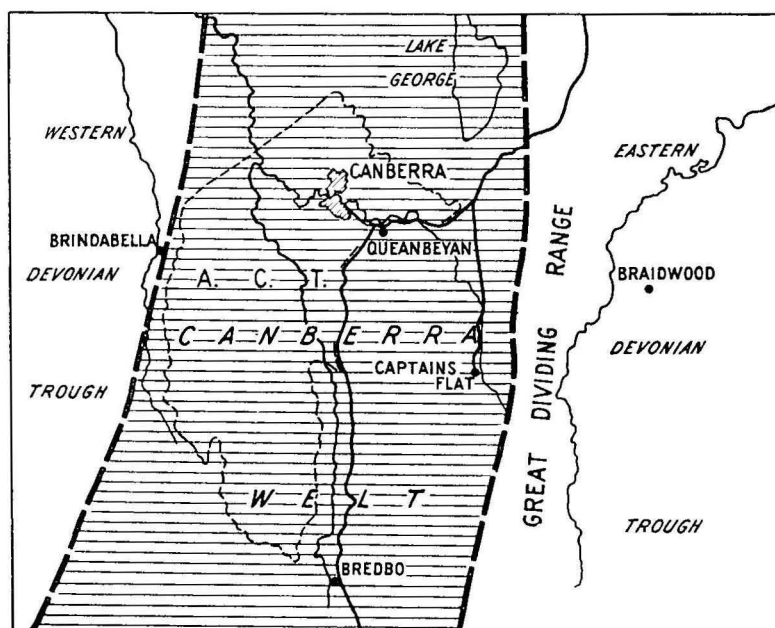 LAKE
GEORGE
WESTERN
EASTERN
CANBERRA
QUEANBEYAN
BRINDABELLA
DEVONIAN
A. C. T.
BRAIDWOOD
CANBERRA
DEVONIAN
CAPTAINS
FLAT
TROUGH
GREAT DIVIDING RANGE
WELT
TROUGH
BREDBO